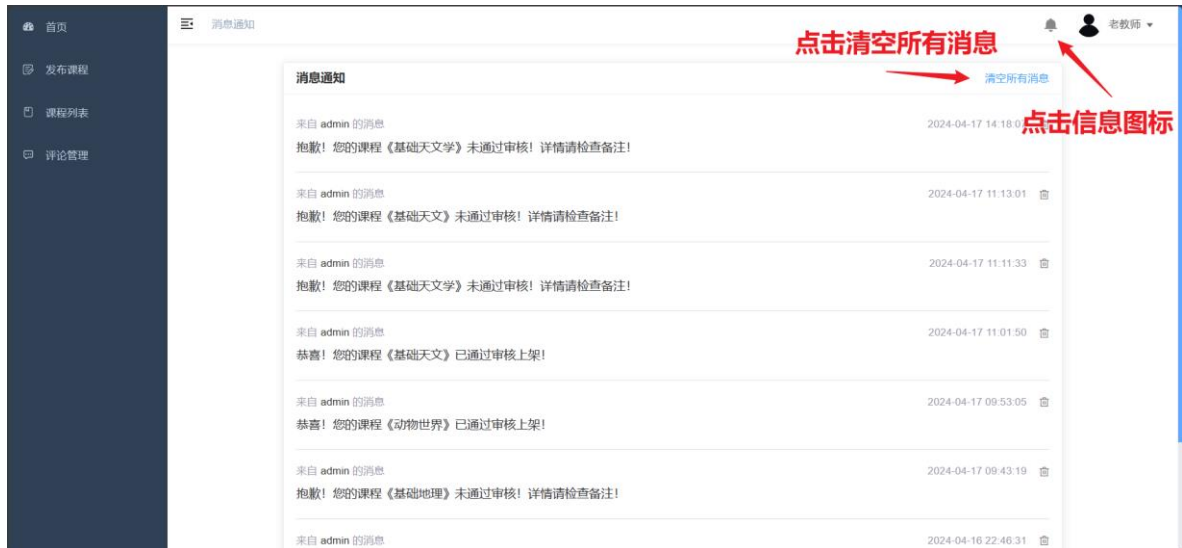 首页
消息通知
老教师
点击清空所有消息
发布课程
消息通知
清空所有消息
点击信息图标
课程列表
来自 admin 的消息
2024-04-17 14:18:0
抱歉！您的课程《基础天文学》未通过审核！详情请检查备注！
评论管理
来自 admin 的消息
2024-04-17 11:13:01
抱歉！您的课程《基础天文》未通过审核！详情请检查备注！
来自 admin 的消息
2024-04-17 11:11:33
抱歉！您的课程《基础天文学》未通过审核！详情请检查备注！
来自 admin 的消息
2024-04-17 11:01:50
恭喜！您的课程《基础天文》已通过审核上架！
来自 admin 的消息
2024-04-17 09:53:05
恭喜！您的课程《动物世界》已通过审核上架！
来自 admin 的消息
2024-04-17 09:43:19
抱歉！您的课程《基础地理》未通过审核！详情请检查备注！
来自 admin 的消息
2024-04-16 22:46:31